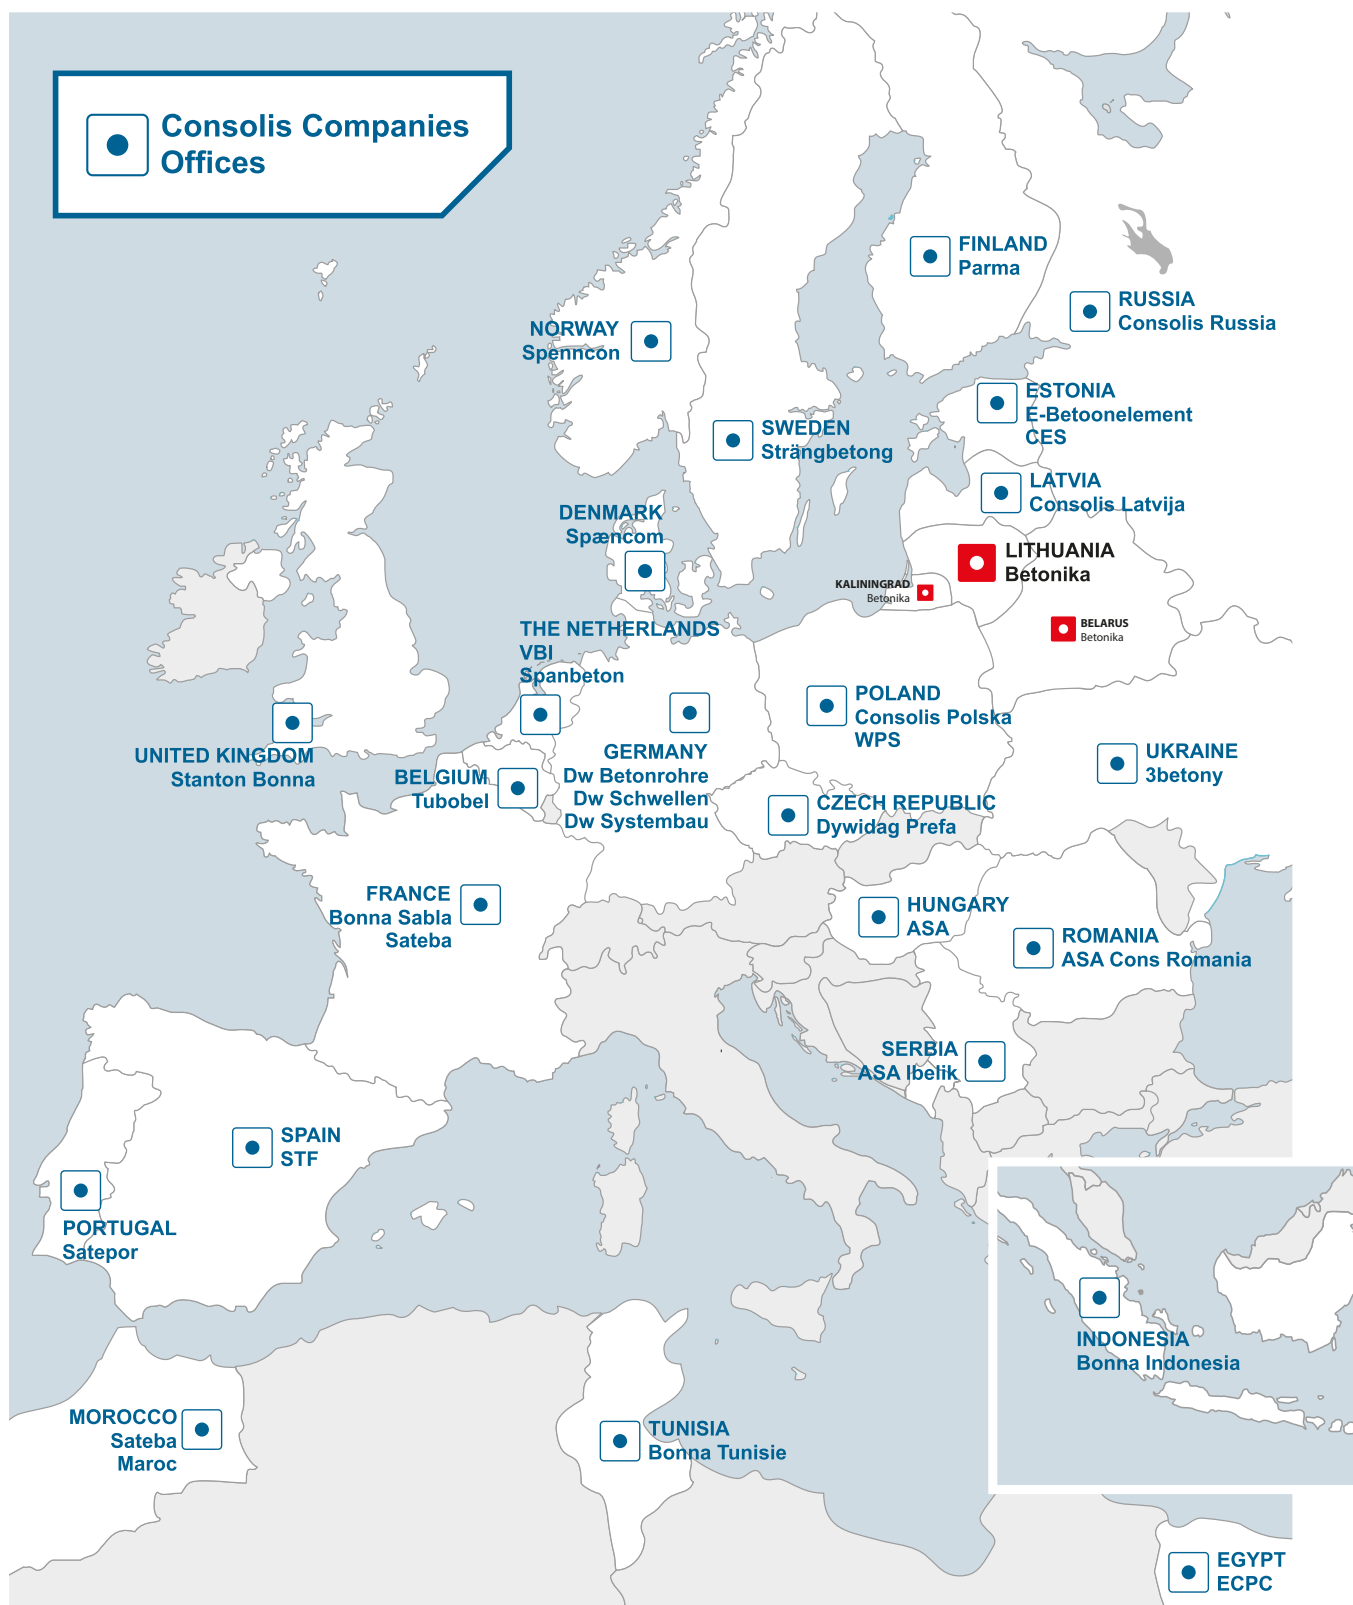 Consolis Companies
Offices
FINLAND
Parma
RUSSIA
Consolis Russia
NORWAY
Spenncon
ESTONIA
E-Betoonelement
CES
SWEDEN
Strängbetong
LATVIA
Consolis Latvija
DENMARK
Spæncom
LITHUANIA
Betonika
KALININGRAD
Betonika
BELARUS
Betonika
THE NETHERLANDS
VBI
Spanbeton
POLAND
Consolis Polska
WPS
GERMANY
Dw Betonrohre
Dw Schwellen
Dw Systembau
UNITED KINGDOM
Stanton Bonna
UKRAINE
3betony
BELGIUM
Tubobel
CZECH REPUBLIC
Dywidag Prefa
FRANCE
Bonna Sabla
Sateba
HUNGARY
ASA
ROMANIA
ASA Cons Romania
SERBIA
ASA Ibelik
SPAIN
STF
PORTUGAL
Satepor
INDONESIA
Bonna Indonesia
MOROCCO
Sateba
Maroc
TUNISIA
Bonna Tunisie
EGYPT
ECPC